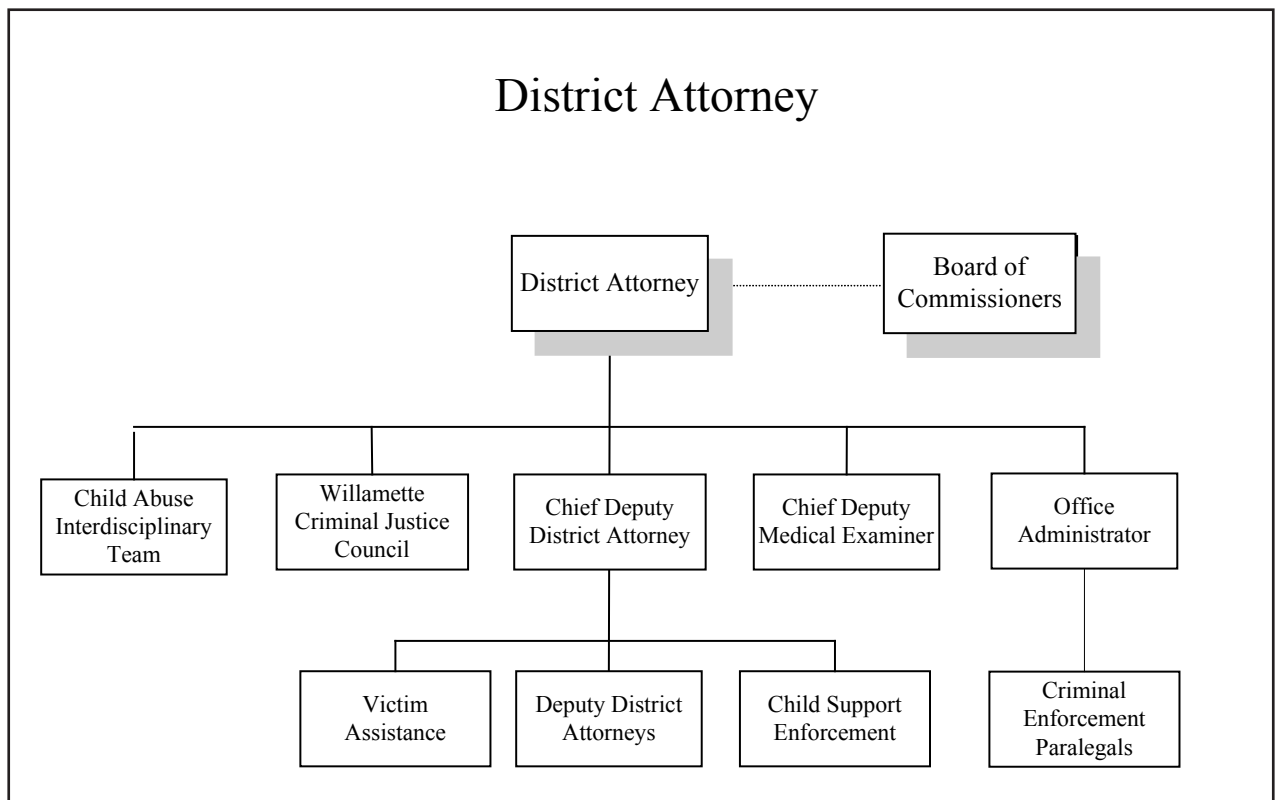 District Attorney
District Attorney
Board of
Commissioners
Child Abuse
Interdisciplinary
Team
Willamette
Criminal Justice
Council
Chief Deputy
District Attorney
Chief Deputy
Medical Examiner
Office
Administrator
Victim
Assistance
Deputy District
Attorneys
Child Support
Enforcement
Criminal
Enforcement
Paralegals